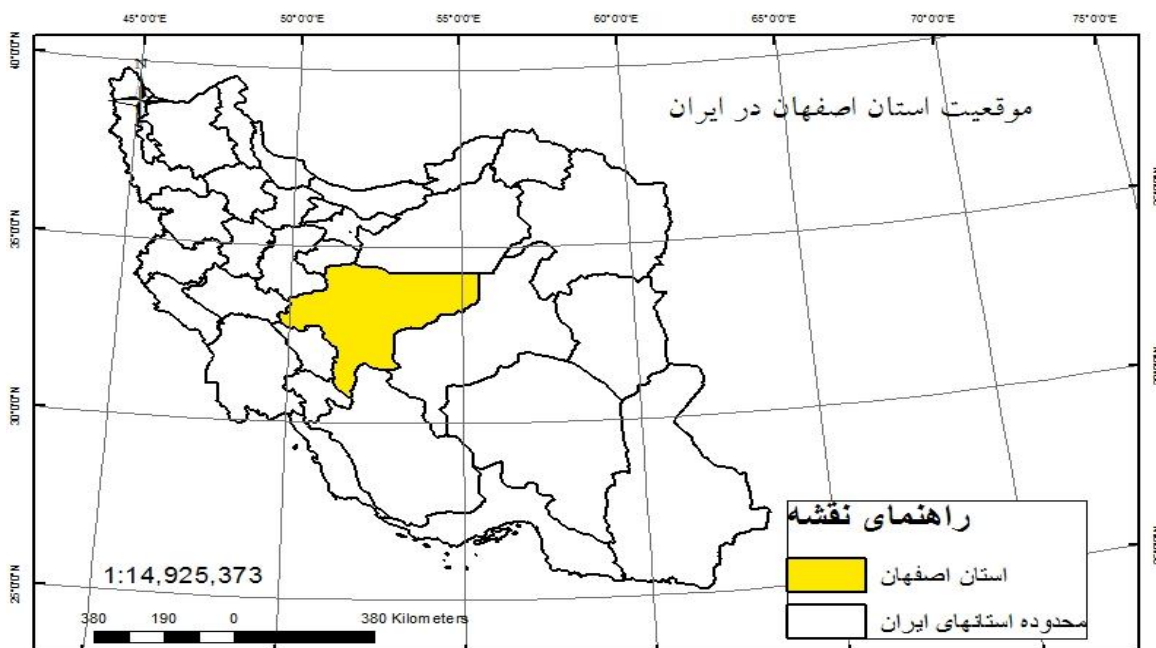 45°0'0"E 50°0'0"E 55°0'0"E 60°0'0"E 65°0'0"E 70°0'0"E 75°0'0"E
40°0'0"N
N
موقعیت استان اصفهان در ایران
35°0'0"N
30°0'0"N
25°0'0"N
راهنمای نقشه
استان اصفهان
محدوده استانهای ایران
1:14,925,373
380 190 0 380 Kilometers